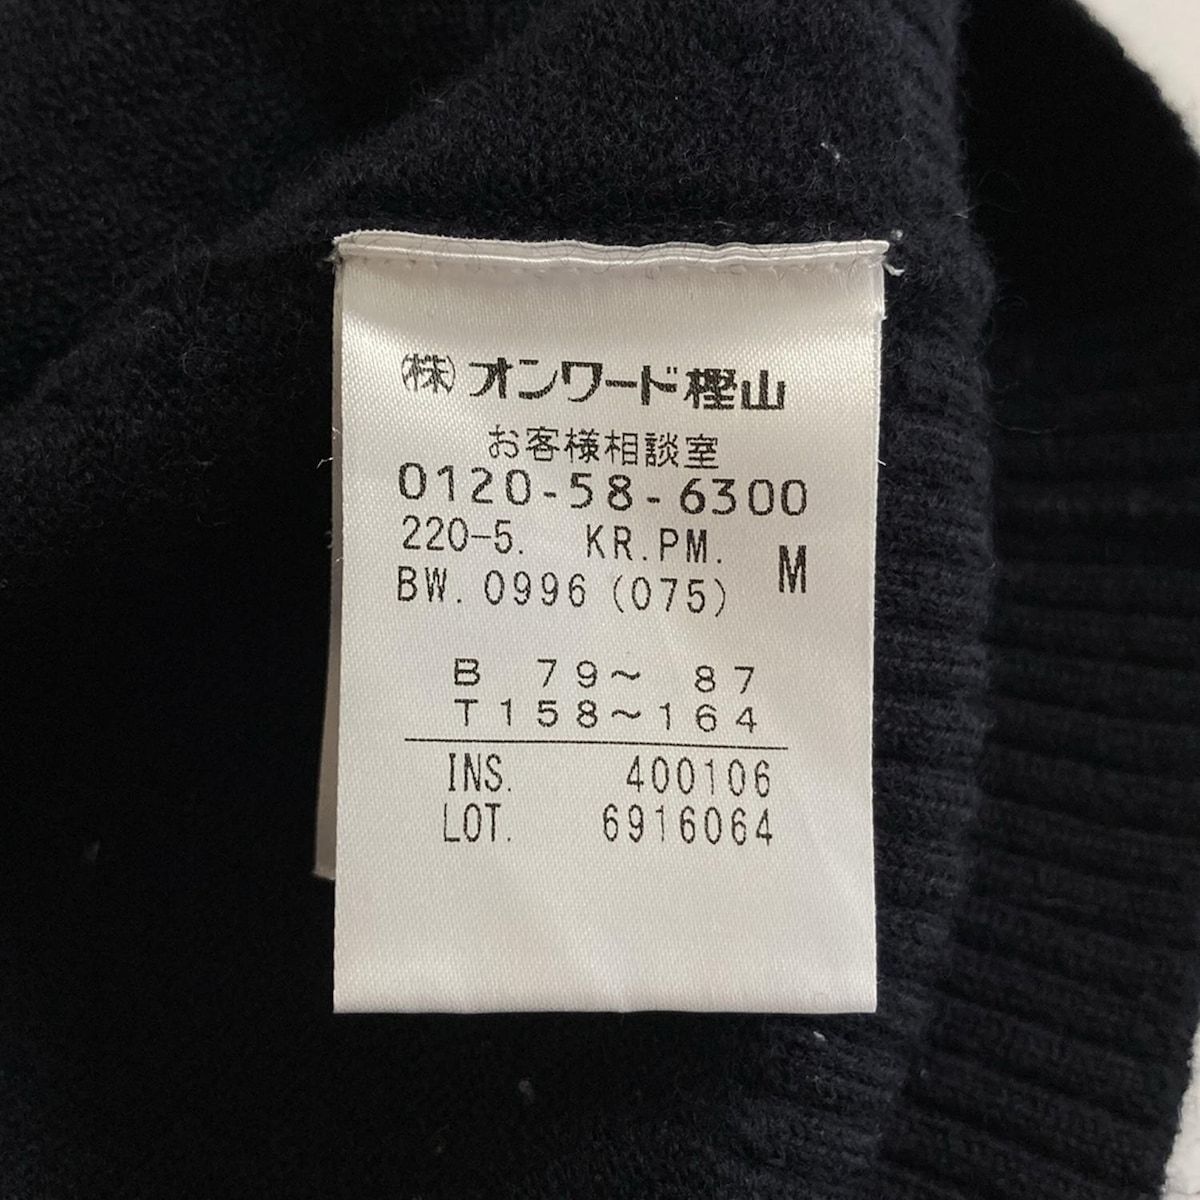 ㈱オンワード樫山
お客様相談室
0120-58-6300
220-5. KR.PM. M
BW. 0996 (075)
B 79～ 87
T158～164
INS. 400106
LOT. 6916064